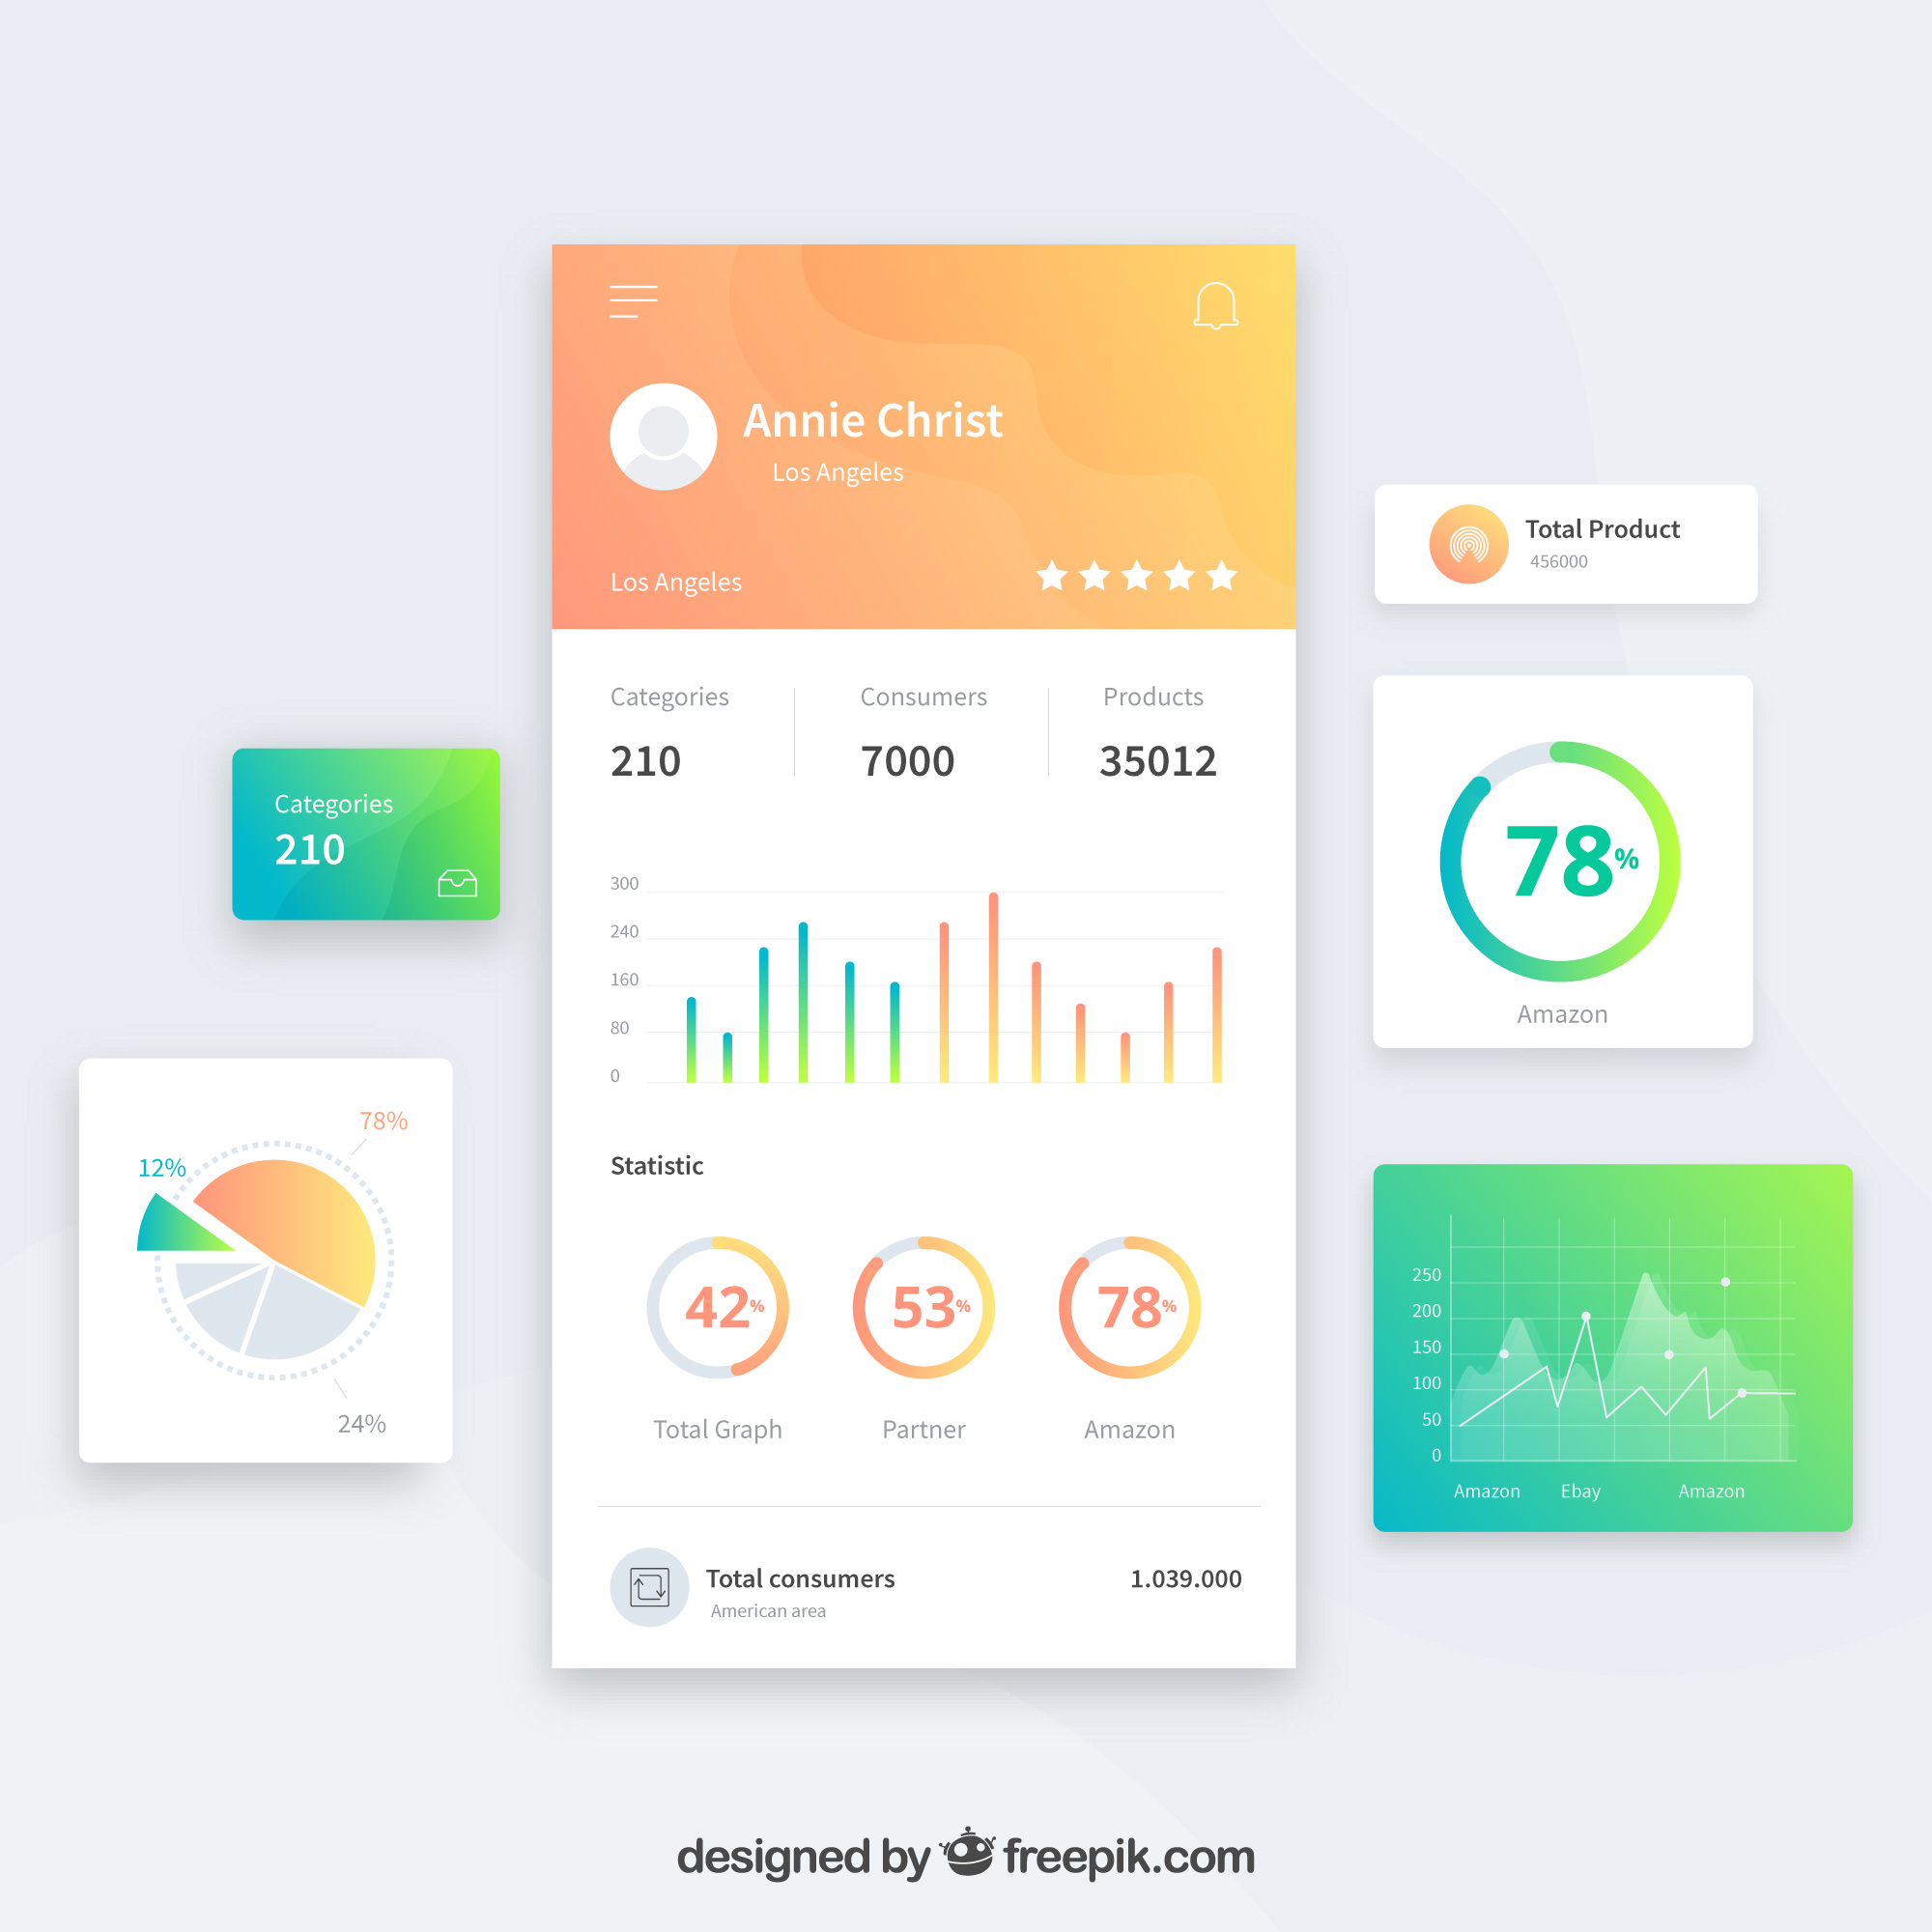 Annie Christ
Los Angeles
Los Angeles
Categories
Consumers
Products
210
7000
35012
300
240
160
80
0
Statistic
42%
53%
78%
Total Graph
Partner
Amazon
Total consumers
1.039.000
American area
Categories
210
78%
12%
24%
Total Product
456000
78%
Amazon
250
200
150
100
50
0
Amazon
Ebay
Amazon
designed by freepik.com